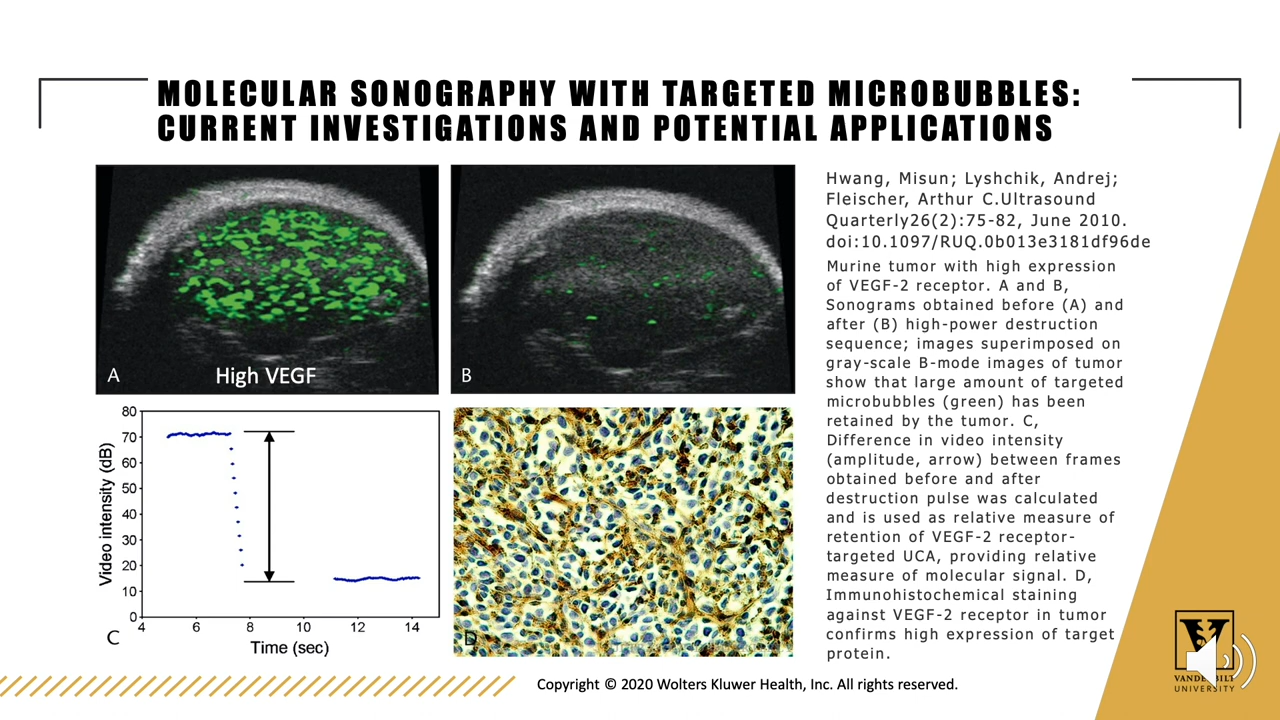 MOLECULAR SONOGRAPHY WITH TARGETED MICROBUBBLES:
CURRENT INVESTIGATIONS AND POTENTIAL APPLICATIONS
A
High VEGF
B
Hwang, Misun; Lyshchik, Andrej;
Fleischer, Arthur C.Ultrasound
Quarterly26(2):75-82, June 2010.
doi:10.1097/RUQ.0b013e3181df96de
Murine tumor with high expression
of VEGF-2 receptor. A and B,
Sonograms obtained before (A) and
after (B) high-power destruction
sequence; images superimposed on
gray-scale B-mode images of tumor
show that large amount of targeted
microbubbles (green) has been
retained by the tumor. C,
Difference in video intensity
(amplitude, arrow) between frames
obtained before and after
destruction pulse was calculated
and is used as relative measure of
retention of VEGF-2 receptor-
targeted UCA, providing relative
measure of molecular signal. D,
Immunohistochemical staining
against VEGF-2 receptor in tumor
confirms high expression of target
protein.
80
70
60
50
40
30
20
10
0
Video intensity (dB)
4 6 8 10 12 14
Time (sec)
C
D
Copyright © 2020 Wolters Kluwer Health, Inc. All rights reserved.
V
VANDERBILT
UNIVERSITY